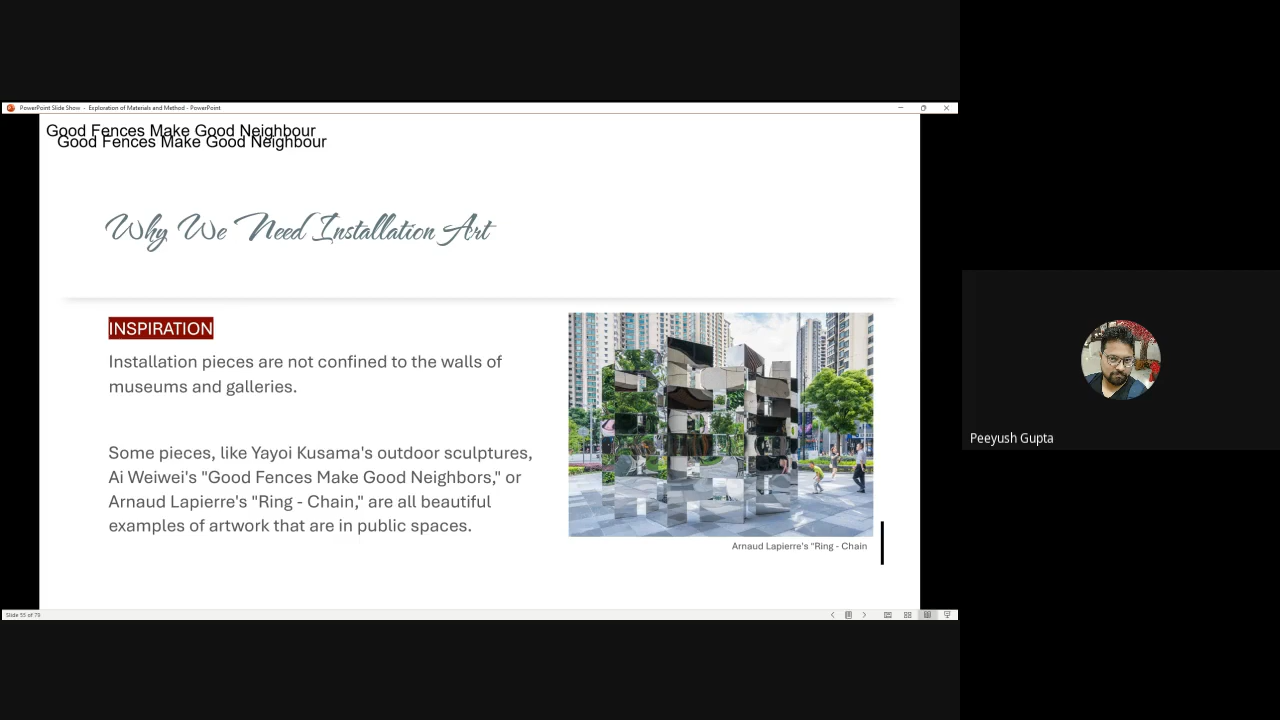 PowerPoint Slide Show - Exploration of Materials and Method - PowerPoint
Good Fences Make Good Neighbour
Good Fences Make Good Neighbour
Why We Need Installation Art
INSPIRATION
Installation pieces are not confined to the walls of
museums and galleries.
Some pieces, like Yayoi Kusama's outdoor sculptures,
Ai Weiwei's "Good Fences Make Good Neighbors," or
Arnaud Lapierre's "Ring - Chain," are all beautiful
examples of artwork that are in public spaces.
Arnaud Lapierre's "Ring - Chain
Slide 55 of 79
Peeyush Gupta